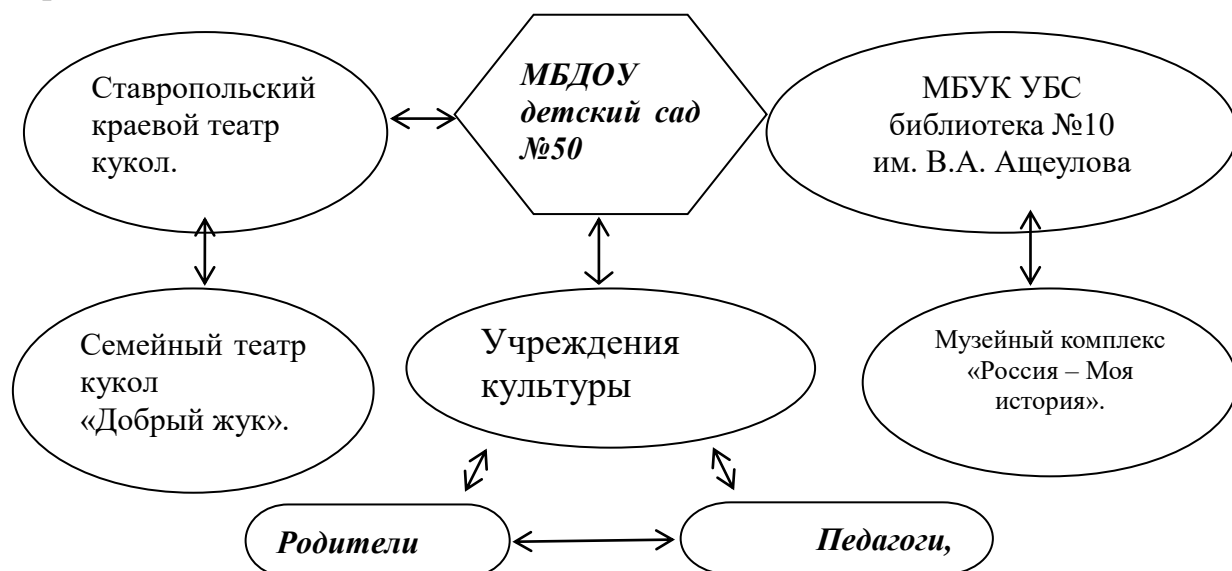 Ставропольский
краевой театр
кукол.
МБДОУ
детский сад
№50
МБУК УБС
библиотека №10
им. В.А. Ащеулова
Семейный театр
кукол
«Добрый жук».
Учреждения
культуры
Музейный комплекс
«Россия – Моя
история».
Родители
Педагоги,